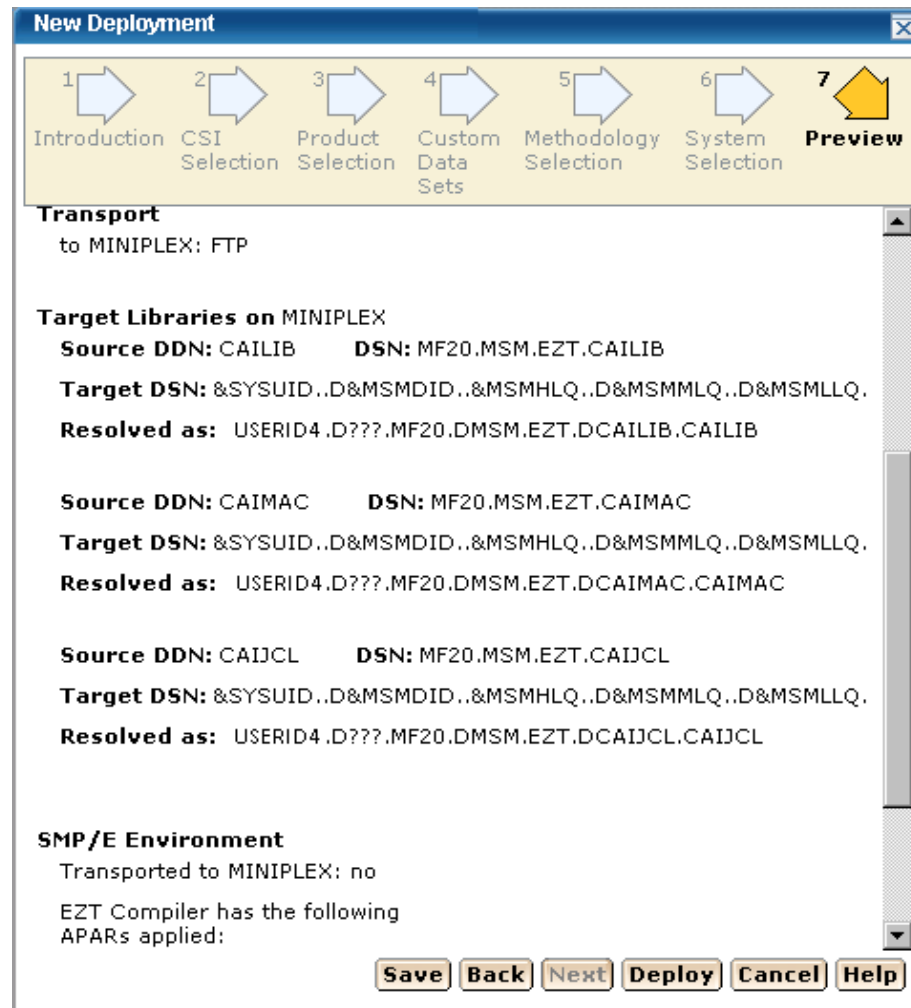 New Deployment
1 2 3 4 5 6 7
Introduction CSI Selection Product Selection Custom Data Sets Methodology Selection System Selection Preview
Transport
to MINIPLEX: FTP
Target Libraries on MINIPLEX
Source DDN: CAILIB DSN: MF20.MSM.EZT.CAILIB
Target DSN: &SYSUID..D&MSMDID..&MSMHLQ..D&MSMMLQ..D&MSMLLQ.
Resolved as: USERID4.D???.MF20.DMSM.EZT.DCAILIB.CAILIB
Source DDN: CAIMAC DSN: MF20.MSM.EZT.CAIMAC
Target DSN: &SYSUID..D&MSMDID..&MSMHLQ..D&MSMMLQ..D&MSMLLQ.
Resolved as: USERID4.D???.MF20.DMSM.EZT.DCAIMAC.CAIMAC
Source DDN: CAIJCL DSN: MF20.MSM.EZT.CAIJCL
Target DSN: &SYSUID..D&MSMDID..&MSMHLQ..D&MSMMLQ..D&MSMLLQ.
Resolved as: USERID4.D???.MF20.DMSM.EZT.DCAIJCL.CAIJCL
SMP/E Environment
Transported to MINIPLEX: no
EZT Compiler has the following
APARs applied:
Save Back Next Deploy Cancel Help